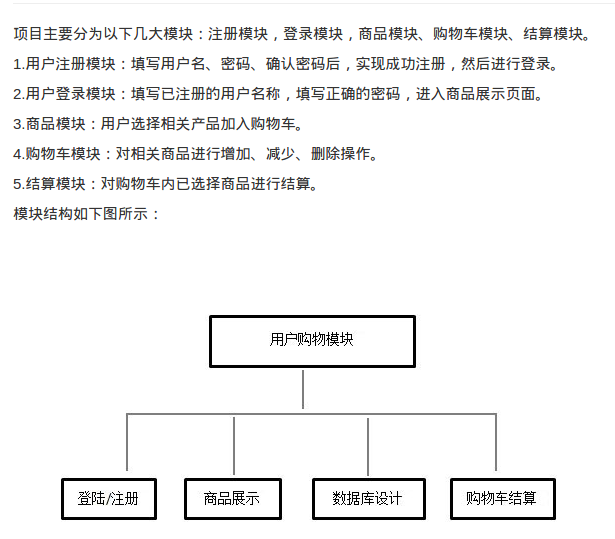 项目主要分为以下几大模块：注册模块，登录模块，商品模块、购物车模块、结算模块。
1.用户注册模块：填写用户名、密码、确认密码后，实现成功注册，然后进行登录。
2.用户登录模块：填写已注册的用户名称，填写正确的密码，进入商品展示页面。
3.商品模块：用户选择相关产品加入购物车。
4.购物车模块：对相关商品进行增加、减少、删除操作。
5.结算模块：对购物车内已选择商品进行结算。
模块结构如下图所示：
用户购物模块
登陆/注册
商品展示
数据库设计
购物车结算